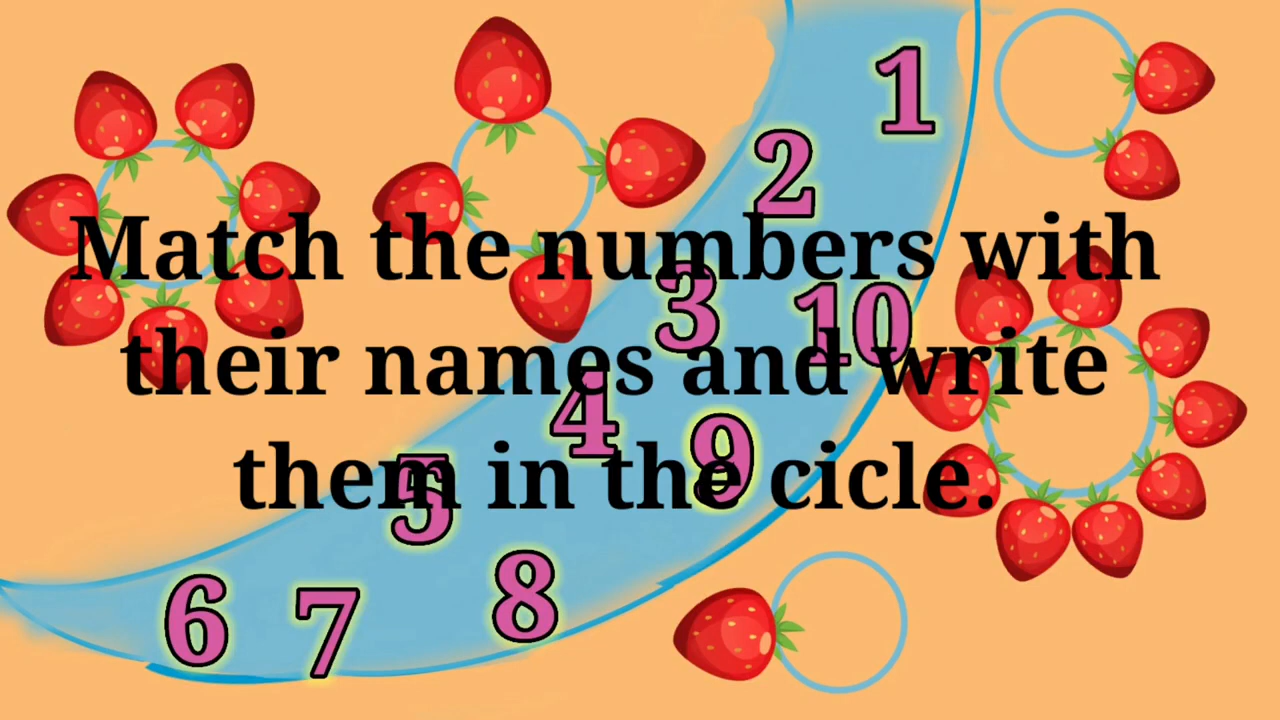 1
2
Match the numbers with
3 10
their names and write
4
9
them in the cicle.
5
8
6 7